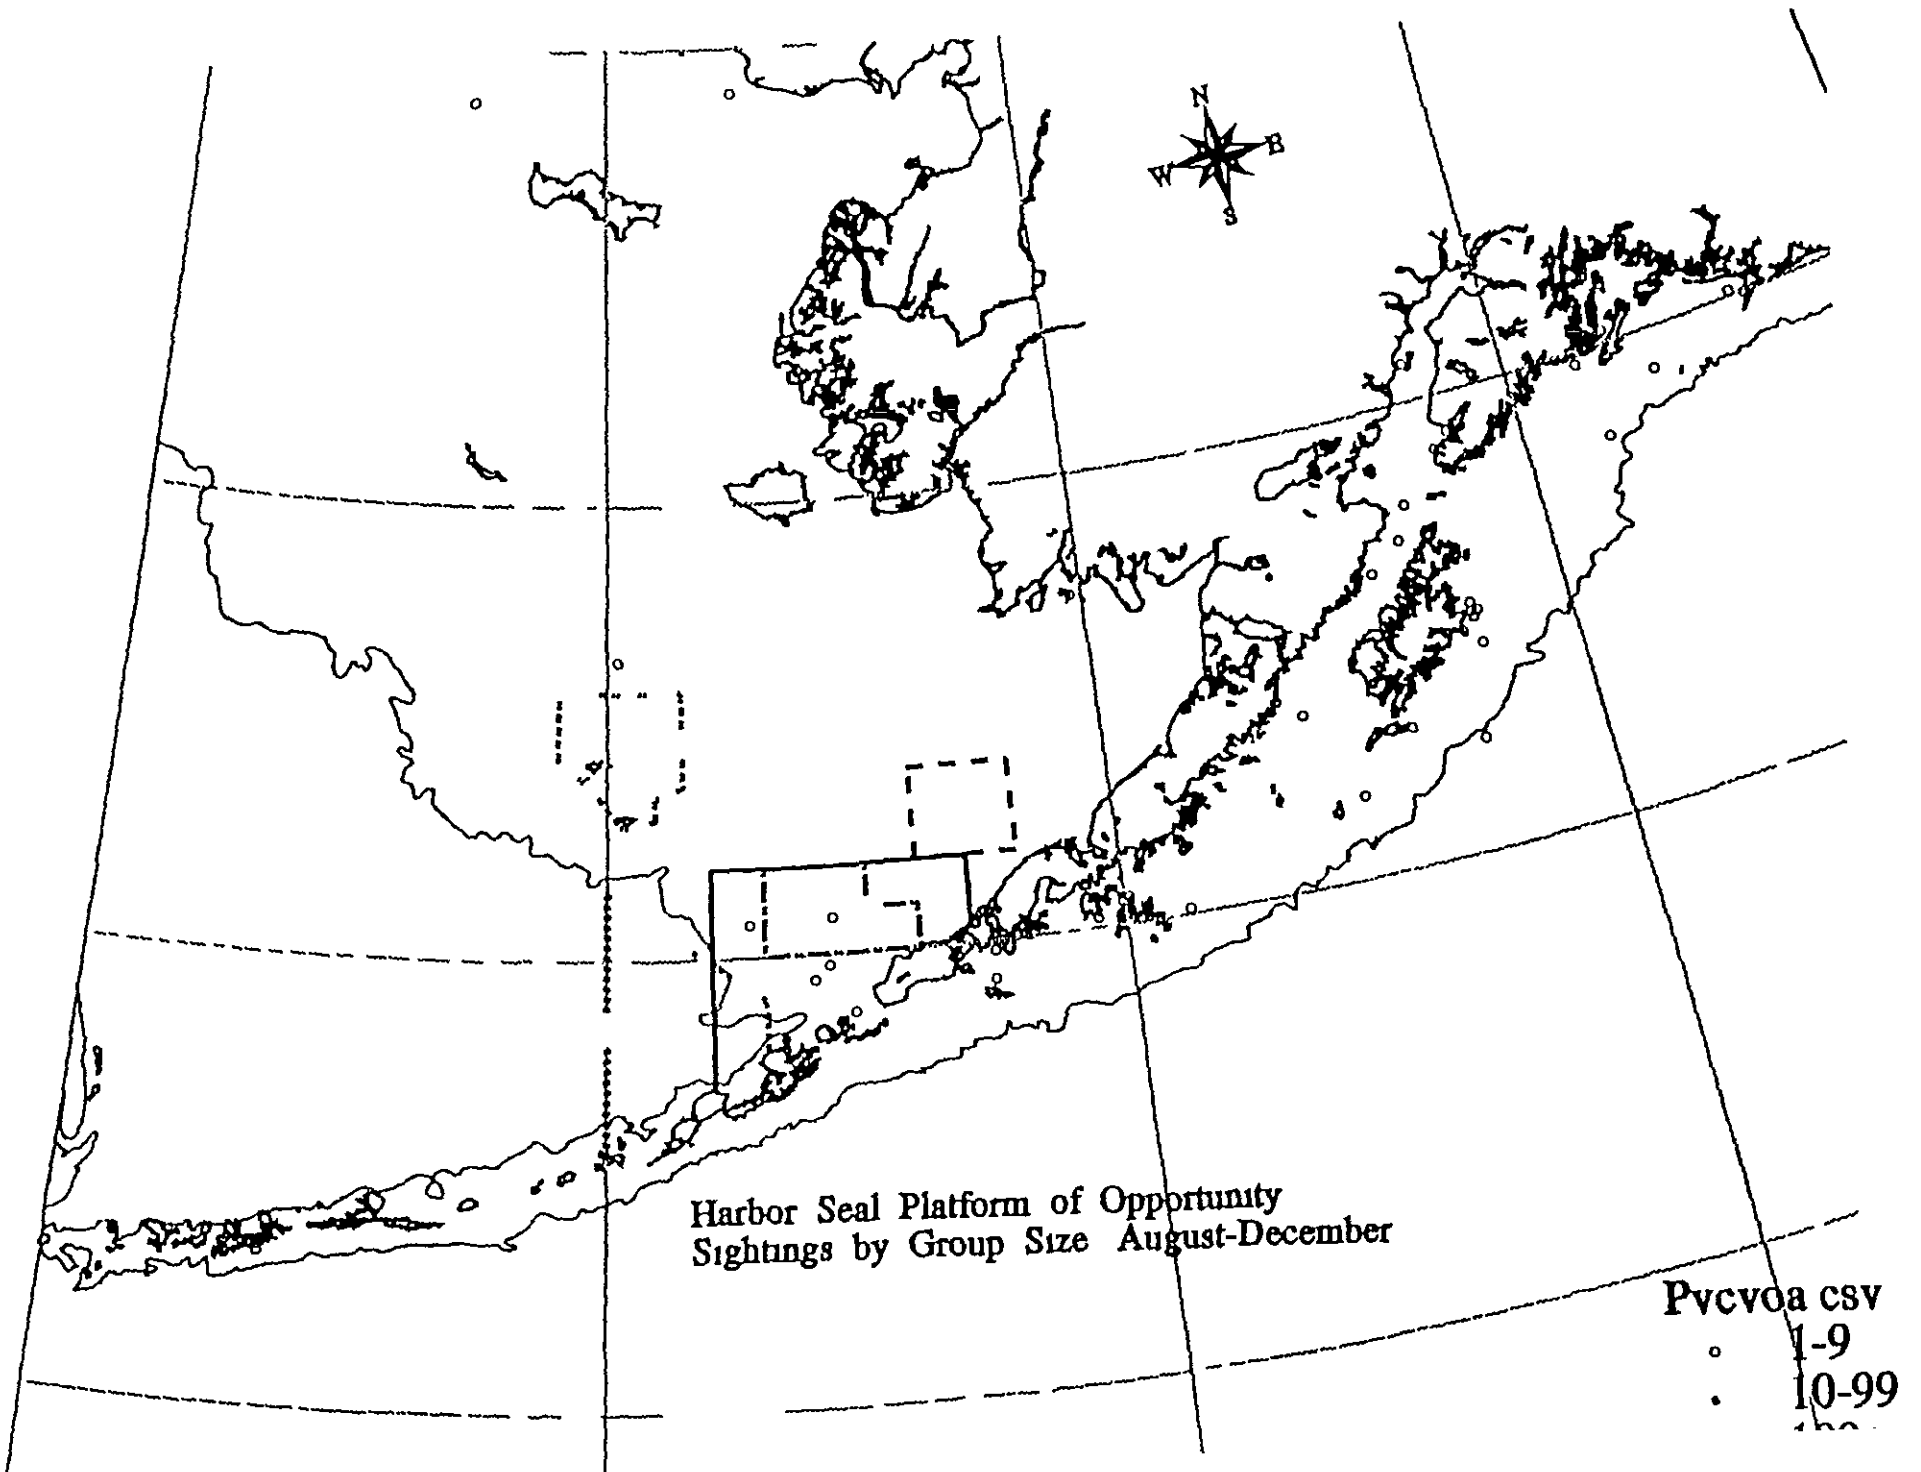 N
W E
S
Harbor Seal Platform of Opportunity
Sightings by Group Size August-December
Pvcvoa csv
1-9
10-99